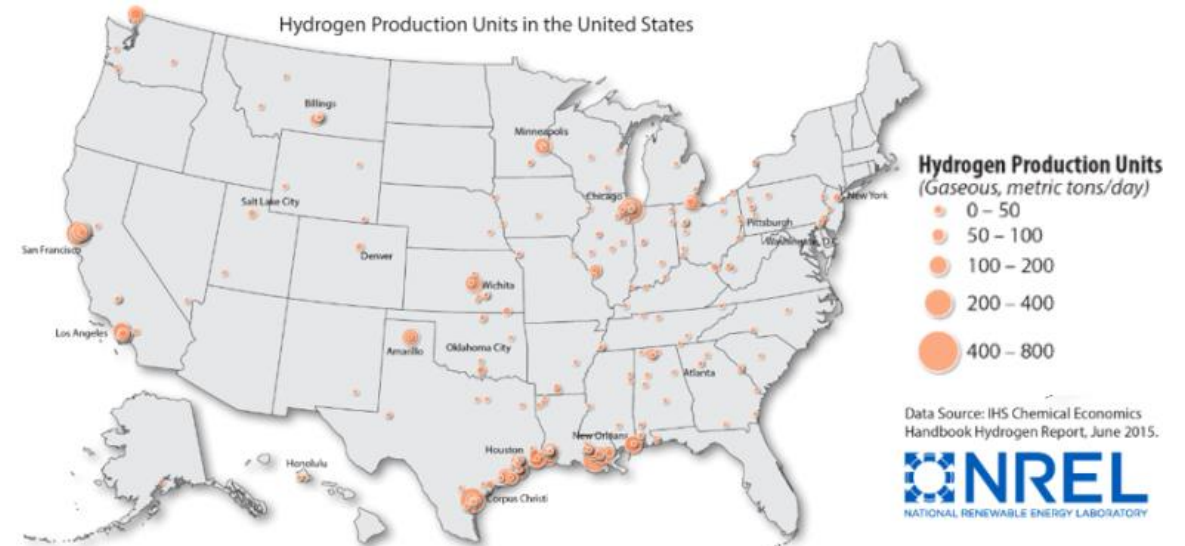 Hydrogen Production Units in the United States
Billings
Minneapolis
Chicago
New York
Salt Lake City
Pittsburgh
Washington, D.C.
San Francisco
Denver
Wichita
Los Angeles
Amarillo
Oklahoma City
Atlanta
New Orleans
Houston
Honolulu
Corpus Christi
Hydrogen Production Units
(Gaseous, metric tons/day)
0 – 50
50 – 100
100 – 200
200 – 400
400 – 800
Data Source: IHS Chemical Economics
Handbook Hydrogen Report, June 2015.
NREL
NATIONAL RENEWABLE ENERGY LABORATORY